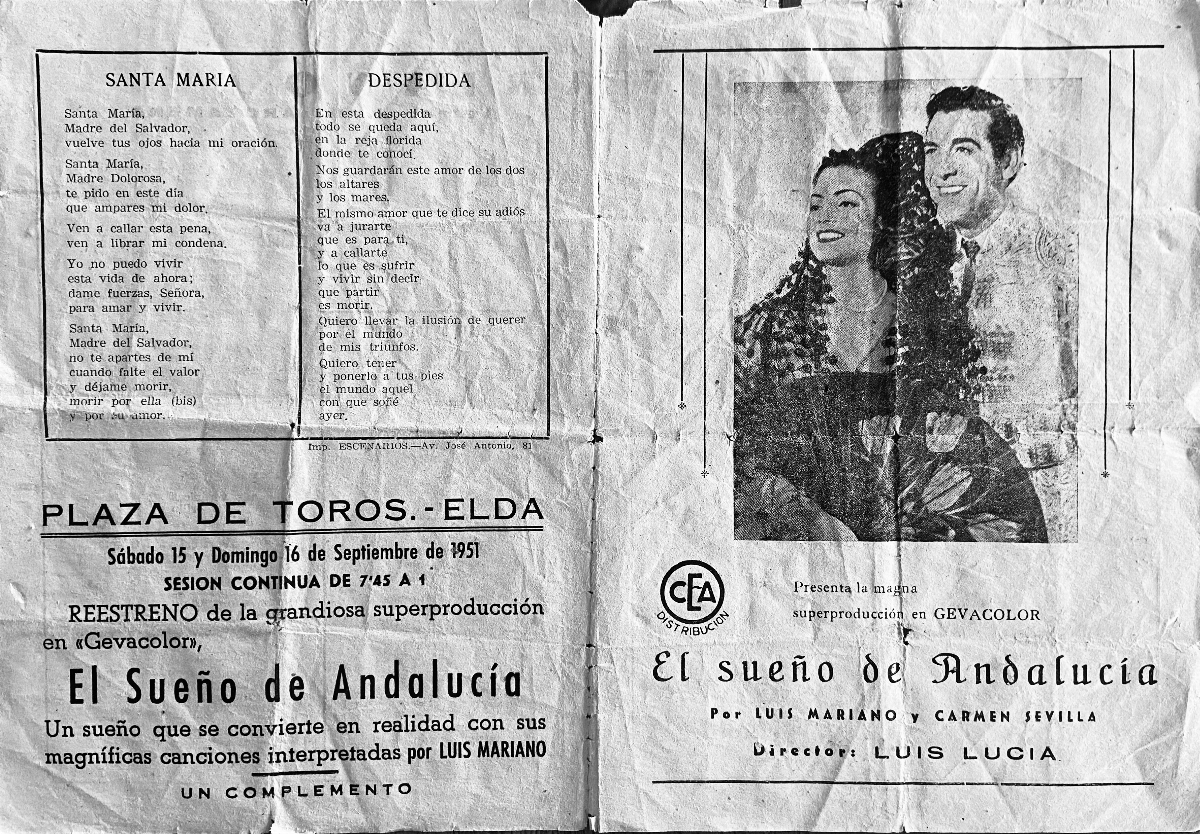 SANTA MARIA
Santa María,
Madre del Salvador,
vuelve tus ojos hacia mi oración.
Santa María,
Madre Dolorosa,
te pido en este día
que ampares mi dolor.
Ven a callar esta pena,
ven a librar mi condena.
Yo no puedo vivir
esta vida de ahora;
dame fuerzas, Señora,
para amar y vivir.
Santa María,
Madre del Salvador,
no te apartes de mí
cuando falte el valor
y déjame morir,
morir por ella (bis)
y por su amor.
DESPEDIDA
En esta despedida
todo se queda aquí,
en la reja florida
donde te conocí.
Nos guardarán este amor de los dos
los altares
y los mares.
El mismo amor que te dice su adiós
va a jurarte
que es para ti,
y a callarte
lo que es sufrir
y vivir sin decir
que partir
es morir.
Quiero llevar la ilusión de querer
por el mundo
de mis triunfos.
Quiero tener
y ponerlo a tus pies
el mundo aquel
con que soñé
ayer.
Imp. ESCENARIOS.—Av. José Antonio, 81
PLAZA DE TOROS.-ELDA
Sábado 15 y Domingo 16 de Septiembre de 1951
SESION CONTINUA DE 7'45 A 1
REESTRENO de la grandiosa superproducción
en «Gevacolor»,
El Sueño de Andalucía
Un sueño que se convierte en realidad con sus
magníficas canciones interpretadas por LUIS MARIANO
UN COMPLEMENTO
CEA
DISTRIBUCION
Presenta la magna
superproducción en GEVACOLOR
El sueño de Andalucía
Por LUIS MARIANO y CARMEN SEVILLA
Director: LUIS LUCIA